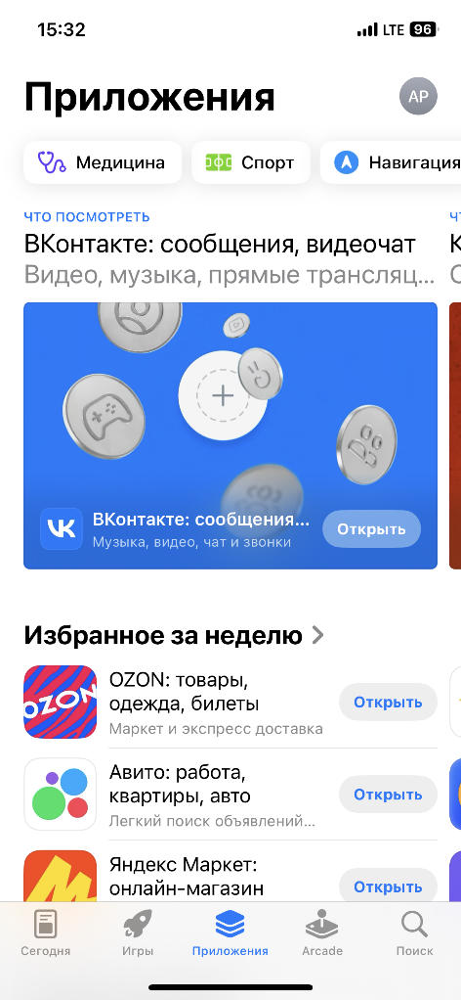 15:32
LTE 96
Приложения
AP
Медицина
Спорт
Навигация
ЧТО ПОСМОТРЕТЬ
ВКонтакте: сообщения, видеочат
Видео, музыка, прямые трансляц...
ВКонтакте: сообщения...
Музыка, видео, чат и звонки
Открыть
Избранное за неделю
OZON
OZON: товары,
одежда, билеты
Маркет и экспресс доставка
Открыть
Авито: работа,
квартиры, авто
Легкий поиск объявлений...
Открыть
Яндекс Маркет:
онлайн-магазин
Открыть
Сегодня
Игры
Приложения
Arcade
Поиск